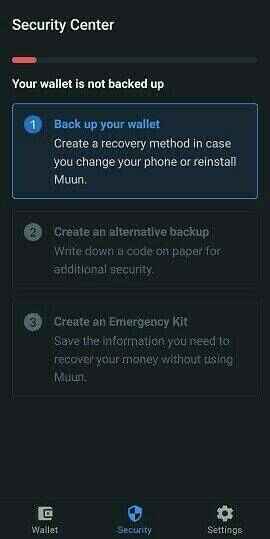 Security Center
Your wallet is not backed up
1 Back up your wallet
Create a recovery method in case
you change your phone or reinstall
Muun.
2 Create an alternative backup
Write down a code on paper for
additional security.
3 Create an Emergency Kit
Save the information you need to
recover your money without using
Muun.
Wallet Security Settings